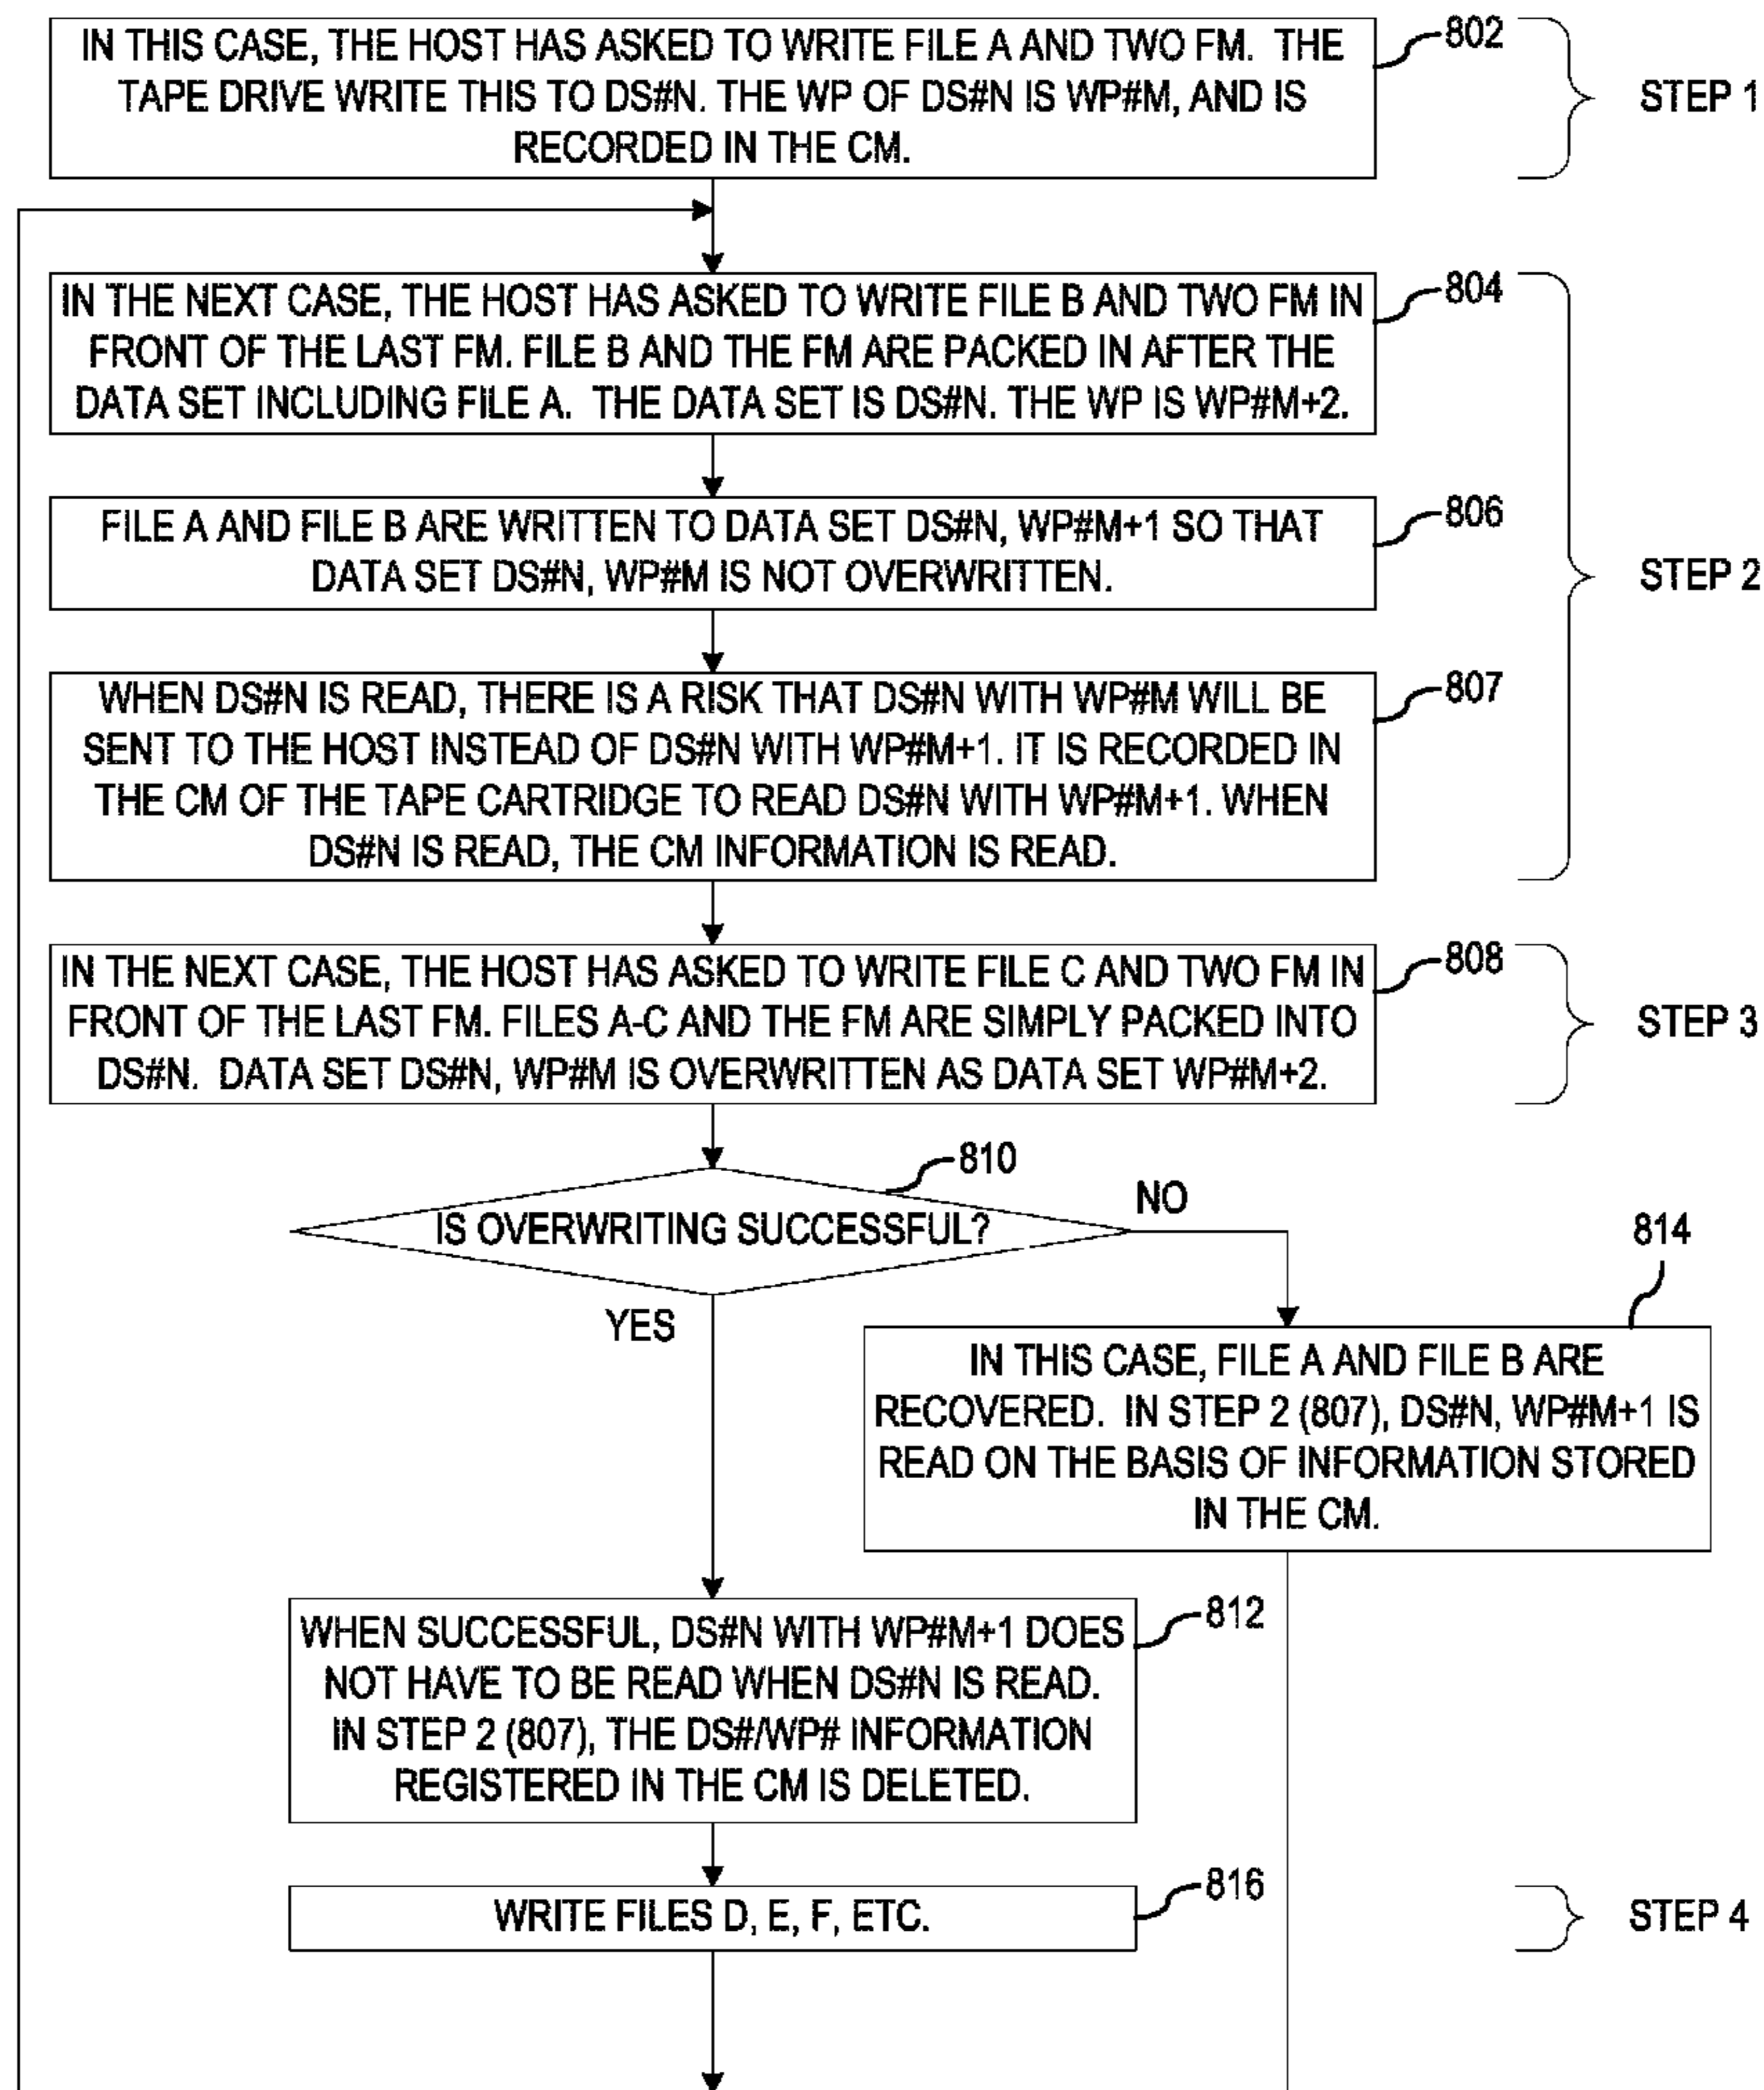 IN THIS CASE, THE HOST HAS ASKED TO WRITE FILE A AND TWO FM. THE
TAPE DRIVE WRITE THIS TO DS#N. THE WP OF DS#N IS WP#M, AND IS
RECORDED IN THE CM.
802
STEP 1
IN THE NEXT CASE, THE HOST HAS ASKED TO WRITE FILE B AND TWO FM IN
FRONT OF THE LAST FM. FILE B AND THE FM ARE PACKED IN AFTER THE
DATA SET INCLUDING FILE A. THE DATA SET IS DS#N. THE WP IS WP#M+2.
804
FILE A AND FILE B ARE WRITTEN TO DATA SET DS#N, WP#M+1 SO THAT
DATA SET DS#N, WP#M IS NOT OVERWRITTEN.
806
STEP 2
WHEN DS#N IS READ, THERE IS A RISK THAT DS#N WITH WP#M WILL BE
SENT TO THE HOST INSTEAD OF DS#N WITH WP#M+1. IT IS RECORDED IN
THE CM OF THE TAPE CARTRIDGE TO READ DS#N WITH WP#M+1. WHEN
DS#N IS READ, THE CM INFORMATION IS READ.
807
IN THE NEXT CASE, THE HOST HAS ASKED TO WRITE FILE C AND TWO FM IN
FRONT OF THE LAST FM. FILES A-C AND THE FM ARE SIMPLY PACKED INTO
DS#N. DATA SET DS#N, WP#M IS OVERWRITTEN AS DATA SET WP#M+2.
808
STEP 3
810
IS OVERWRITING SUCCESSFUL?
NO
YES
814
IN THIS CASE, FILE A AND FILE B ARE
RECOVERED. IN STEP 2 (807), DS#N, WP#M+1 IS
READ ON THE BASIS OF INFORMATION STORED
IN THE CM.
WHEN SUCCESSFUL, DS#N WITH WP#M+1 DOES
NOT HAVE TO BE READ WHEN DS#N IS READ.
IN STEP 2 (807), THE DS#/WP# INFORMATION
REGISTERED IN THE CM IS DELETED.
812
WRITE FILES D, E, F, ETC.
816
STEP 4